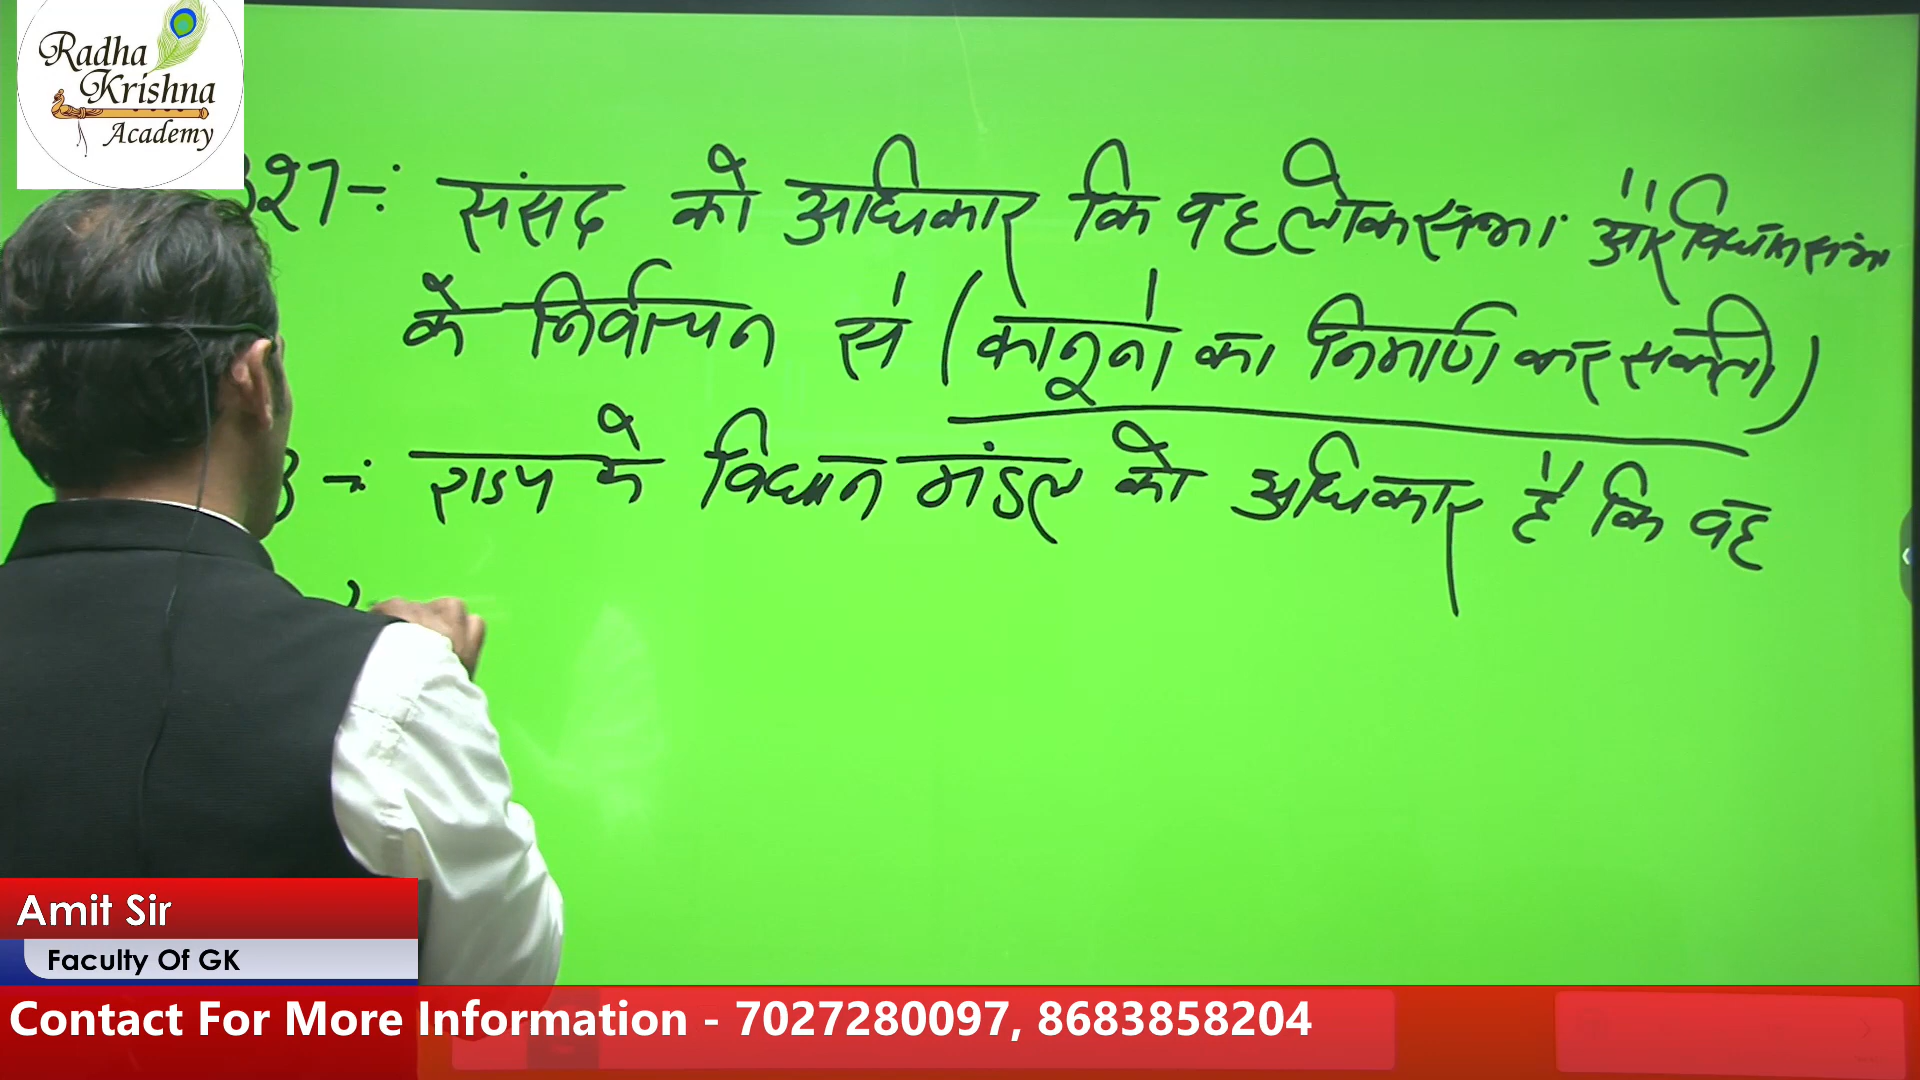 Radha
Krishna
Academy
327 -: संसद को अधिकार कि वह लोकसभा और विधानसभा
के निर्वाचन से (कानूनों का निर्माण कर सकती)
8 -: राज्य के विधान मंडल को अधिकार है कि वह
Amit Sir
Faculty Of GK
Contact For More Information - 7027280097, 8683858204